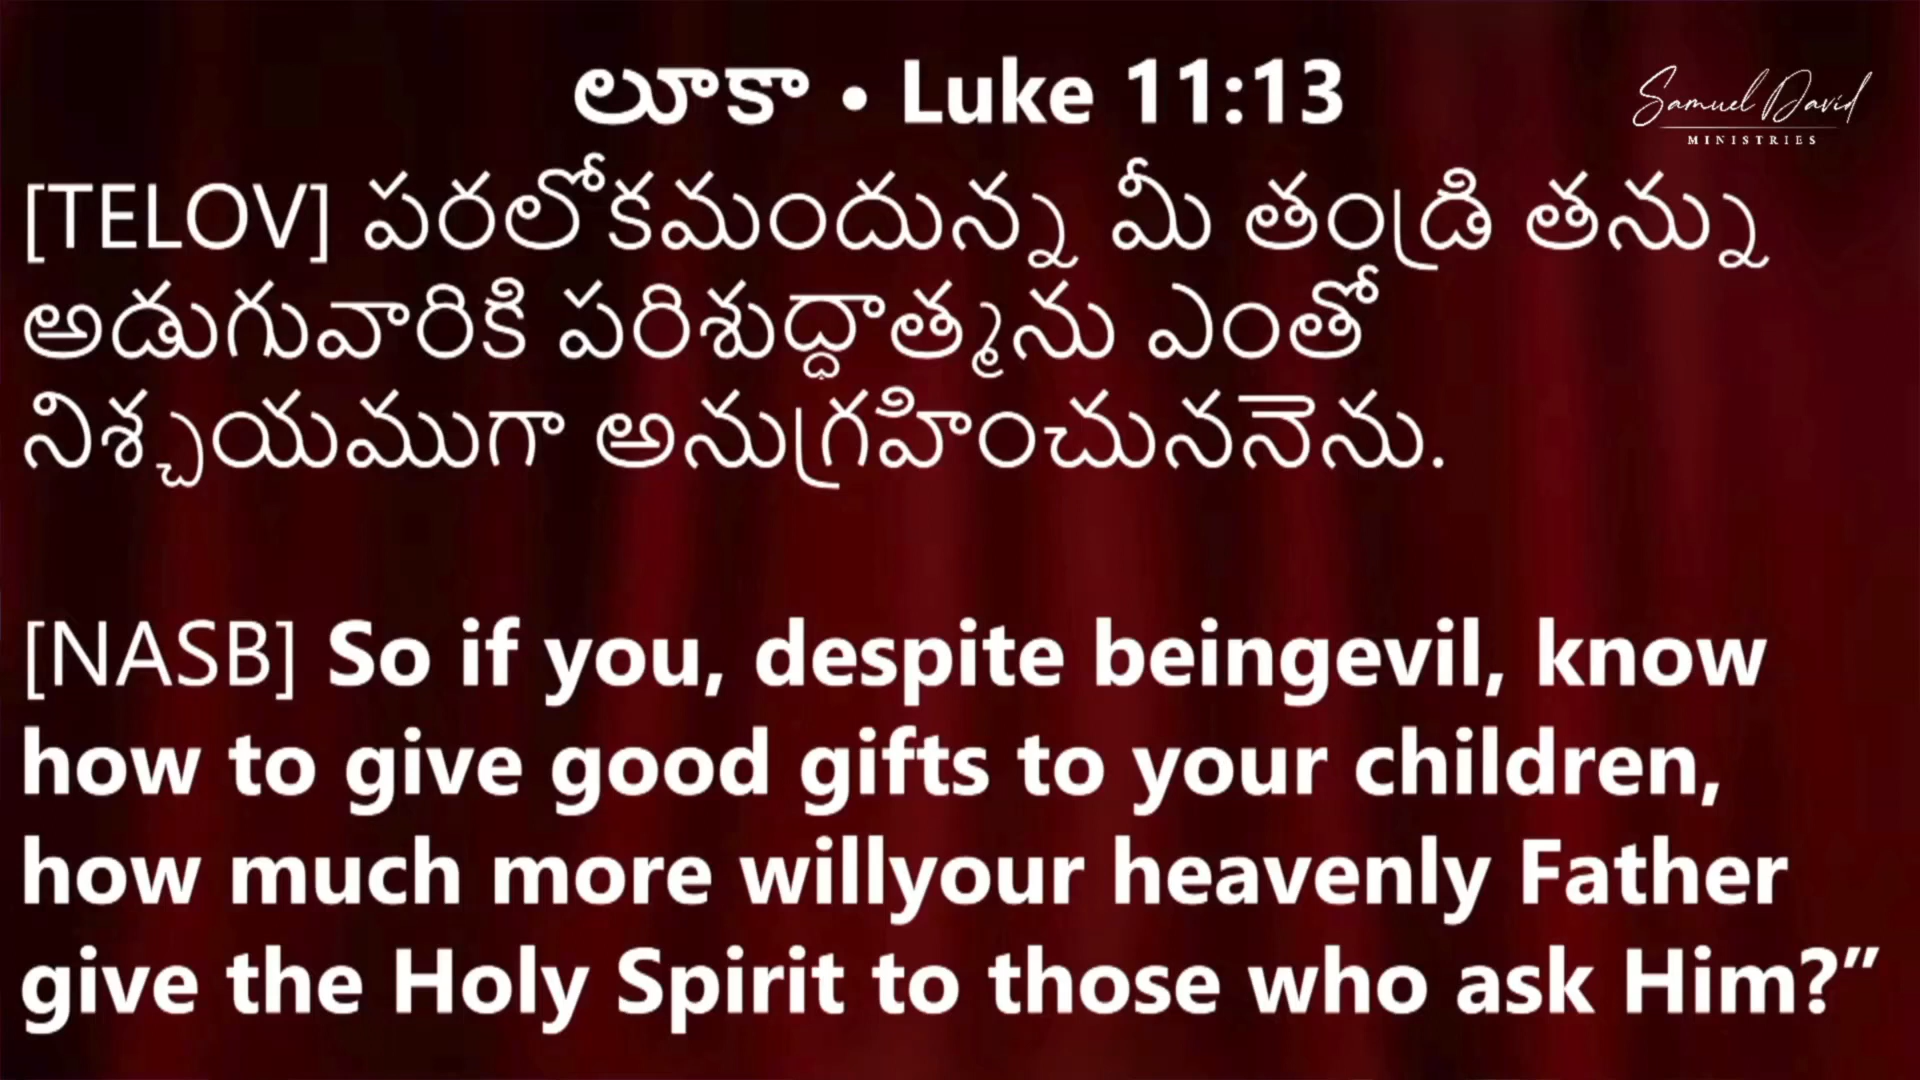 లూకా • Luke 11:13
Samuel David
MINISTRIES
[TELOV] పరలోకమందున్న మీ తండ్రి తన్ను
అడుగువారికి పరిశుద్ధాత్మను ఎంతో
నిశ్చయముగా అనుగ్రహించుననెను.
[NASB] So if you, despite beingevil, know
how to give good gifts to your children,
how much more willyour heavenly Father
give the Holy Spirit to those who ask Him?”